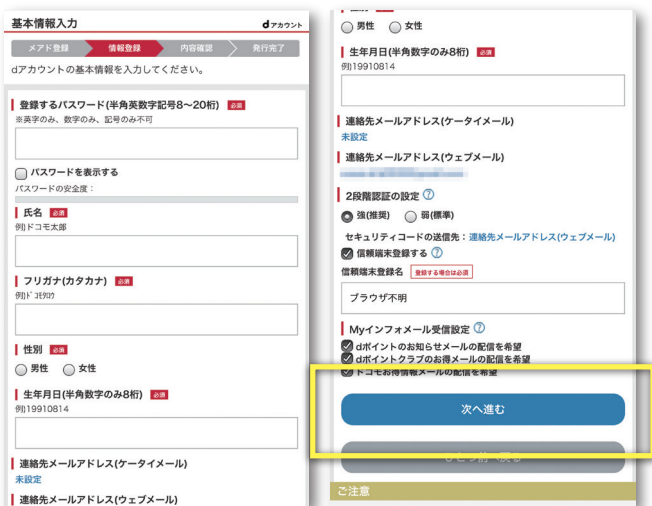 基本情報入力
dアカウント
メアド登録
情報登録
内容確認
発行完了
dアカウントの基本情報を入力してください。
登録するパスワード(半角英数字記号8〜20桁) 必須
※英字のみ、数字のみ、記号のみ不可
パスワードを表示する
パスワードの安全度：
氏名 必須
例)ドコモ太郎
フリガナ(カタカナ) 必須
例)ﾄﾞｺﾓﾀﾛｳ
性別 必須
男性 女性
生年月日(半角数字のみ8桁) 必須
例)19910814
連絡先メールアドレス(ケータイメール)
未設定
連絡先メールアドレス(ウェブメール)
男性 女性
生年月日(半角数字のみ8桁) 必須
例)19910814
連絡先メールアドレス(ケータイメール)
未設定
連絡先メールアドレス(ウェブメール)
2段階認証の設定 ?
強(推奨) 弱(標準)
セキュリティコードの送信先：連絡先メールアドレス(ウェブメール)
信頼端末登録する ?
信頼端末登録名 登録する場合は必須
ブラウザ不明
Myインフォメール受信設定 ?
dポイントのお知らせメールの配信を希望
dポイントクラブのお得メールの配信を希望
ドコモお得情報メールの配信を希望
次へ進む
ひとつ前へ戻る
ご注意